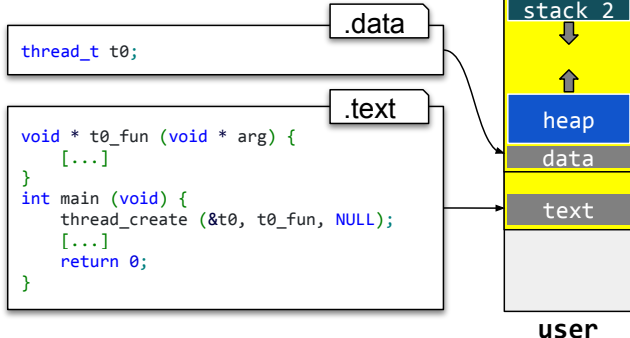 .data
thread_t t0;
.text
void * t0_fun (void * arg) {
    [...]
}
int main (void) {
    thread_create (&t0, t0_fun, NULL);
    [...]
    return 0;
}
stack 2
heap
data
text
user